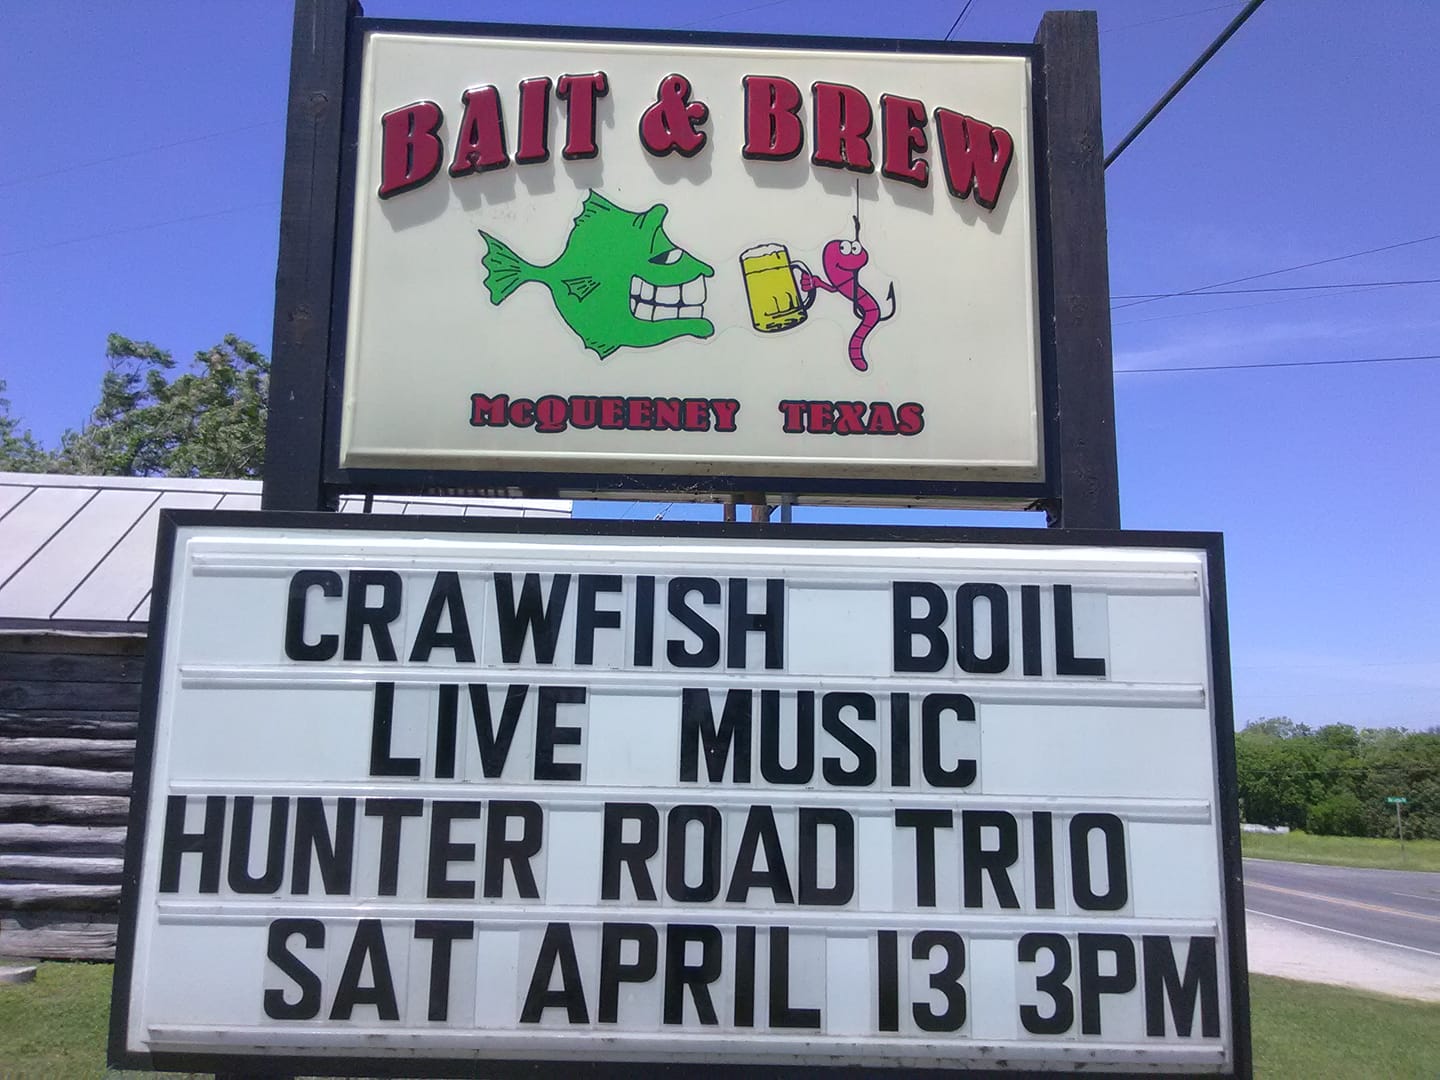 BAIT & BREW
McQUEENEY TEXAS
CRAWFISH BOIL
LIVE MUSIC
HUNTER ROAD TRIO
SAT APRIL 13 3PM